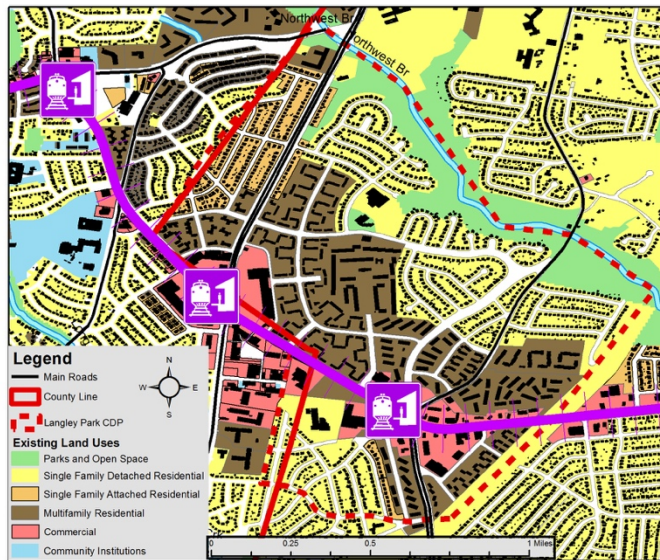 Northwest Br
Northwest Br
Legend
Main Roads
County Line
Langley Park CDP
N
W
E
S
Existing Land Uses
Parks and Open Space
Single Family Detached Residential
Single Family Attached Residential
Multifamily Residential
Commercial
Community Institutions
0 0.25 0.5 1 Miles